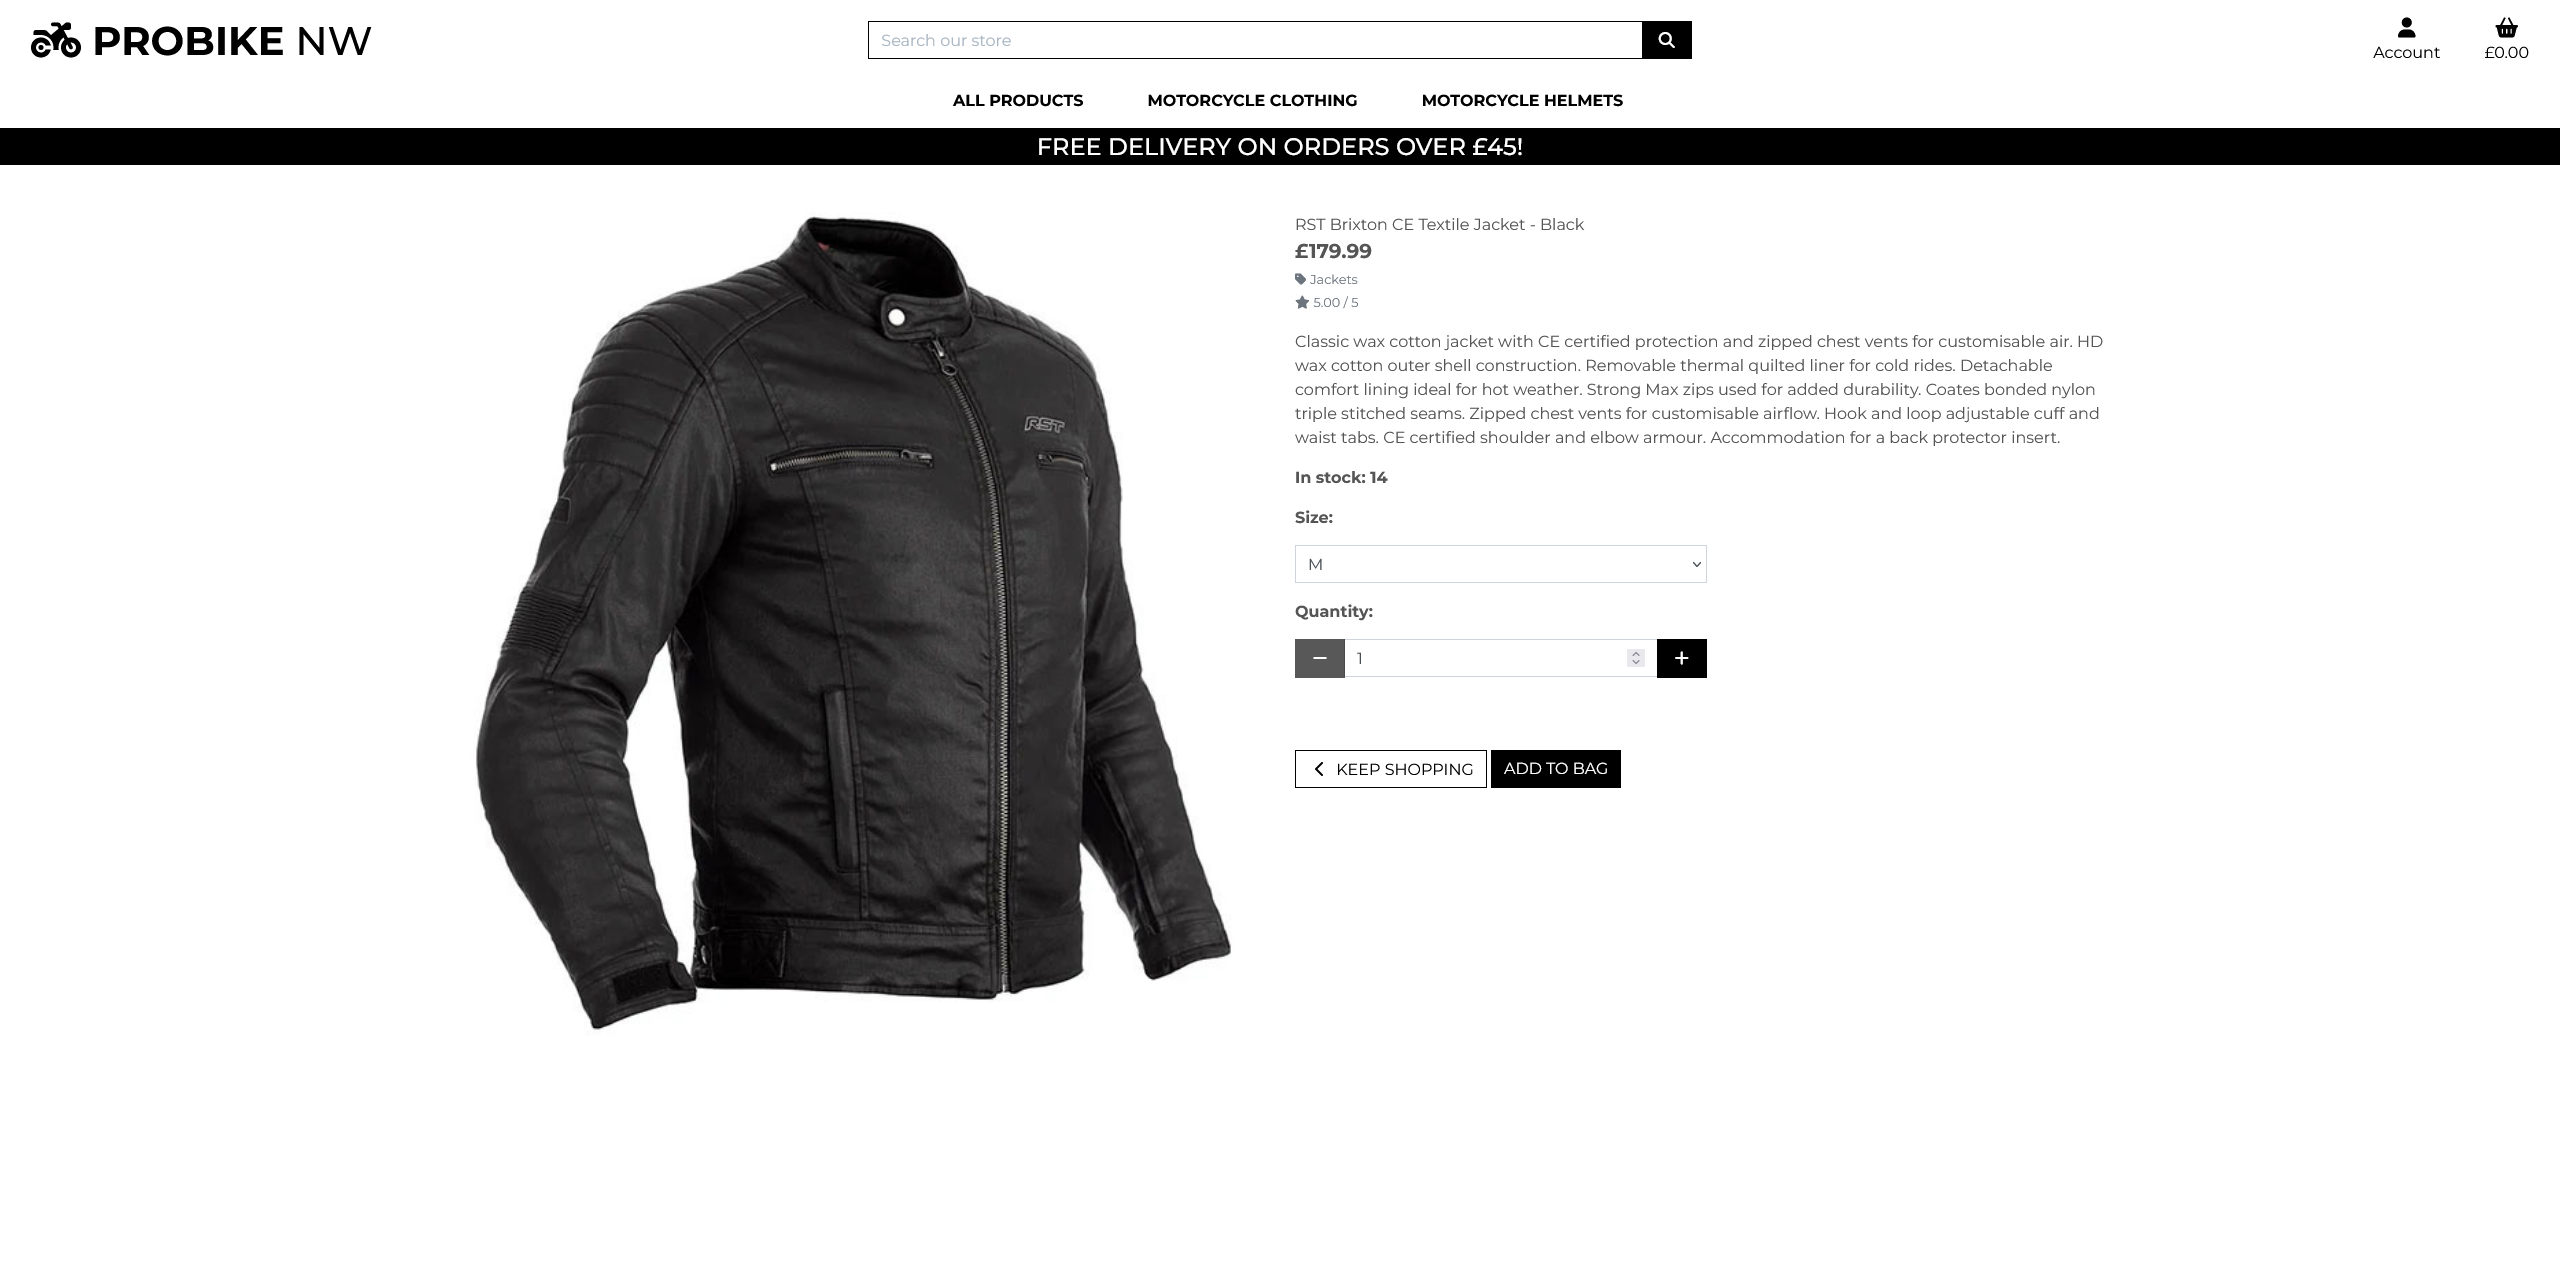 PROBIKE NW
Search our store
Account
£0.00
ALL PRODUCTS
MOTORCYCLE CLOTHING
MOTORCYCLE HELMETS
FREE DELIVERY ON ORDERS OVER £45!
RST
RST Brixton CE Textile Jacket - Black
£179.99
Jackets
5.00 / 5
Classic wax cotton jacket with CE certified protection and zipped chest vents for customisable air. HD
wax cotton outer shell construction. Removable thermal quilted liner for cold rides. Detachable
comfort lining ideal for hot weather. Strong Max zips used for added durability. Coates bonded nylon
triple stitched seams. Zipped chest vents for customisable airflow. Hook and loop adjustable cuff and
waist tabs. CE certified shoulder and elbow armour. Accommodation for a back protector insert.
In stock: 14
Size:
M
Quantity:
1
KEEP SHOPPING
ADD TO BAG